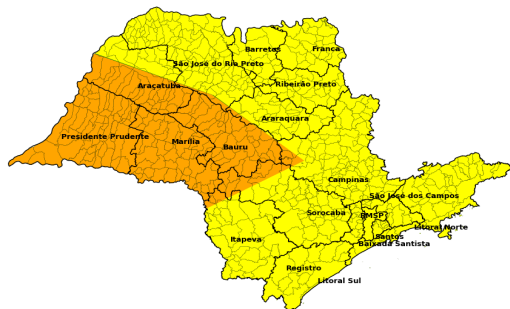 Barretos
Franca
São José do Rio Preto
Ribeirão Preto
Araçatuba
Araraquara
Presidente Prudente
Marília
Bauru
Campinas
São José dos Campos
Sorocaba
RMSP
Litoral Norte
Itapeva
Santos
Baixada Santista
Registro
Litoral Sul